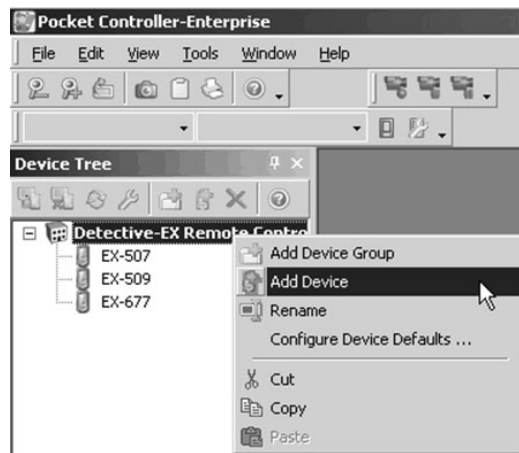 Pocket Controller-Enterprise
File Edit View Tools Window Help
Device Tree
Detective-EX Remote Contro
EX-507
EX-509
EX-677
Add Device Group
Add Device
Rename
Configure Device Defaults ...
Cut
Copy
Paste